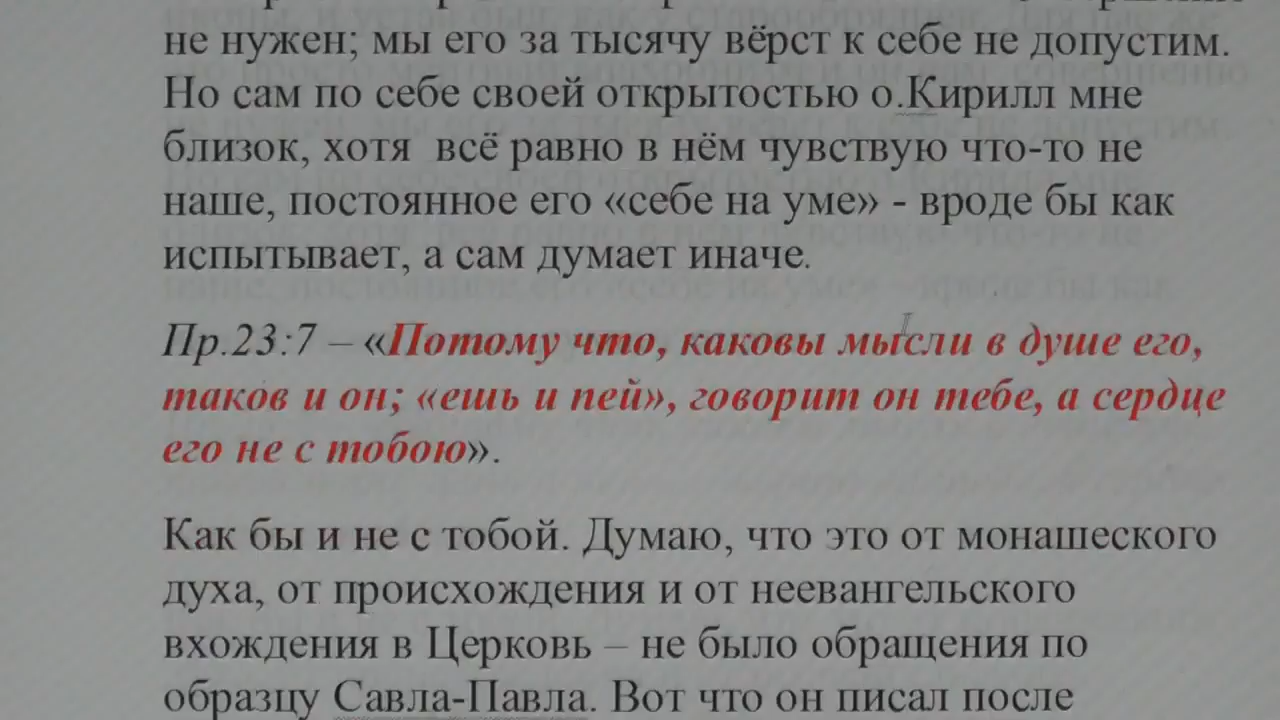 не нужен; мы его за тысячу вёрст к себе не допустим.
Но сам по себе своей открытостью о.Кирилл мне
близок, хотя  всё равно в нём чувствую что-то не
наше, постоянное его «себе на уме» - вроде бы как
испытывает, а сам думает иначе.
Пр.23:7 – «Потому что, каковы мысли в душе его,
таков и он; «ешь и пей», говорит он тебе, а сердце
его не с тобою».
Как бы и не с тобой. Думаю, что это от монашеского
духа, от происхождения и от неевангельского
вхождения в Церковь – не было обращения по
образцу Савла-Павла. Вот что он писал после